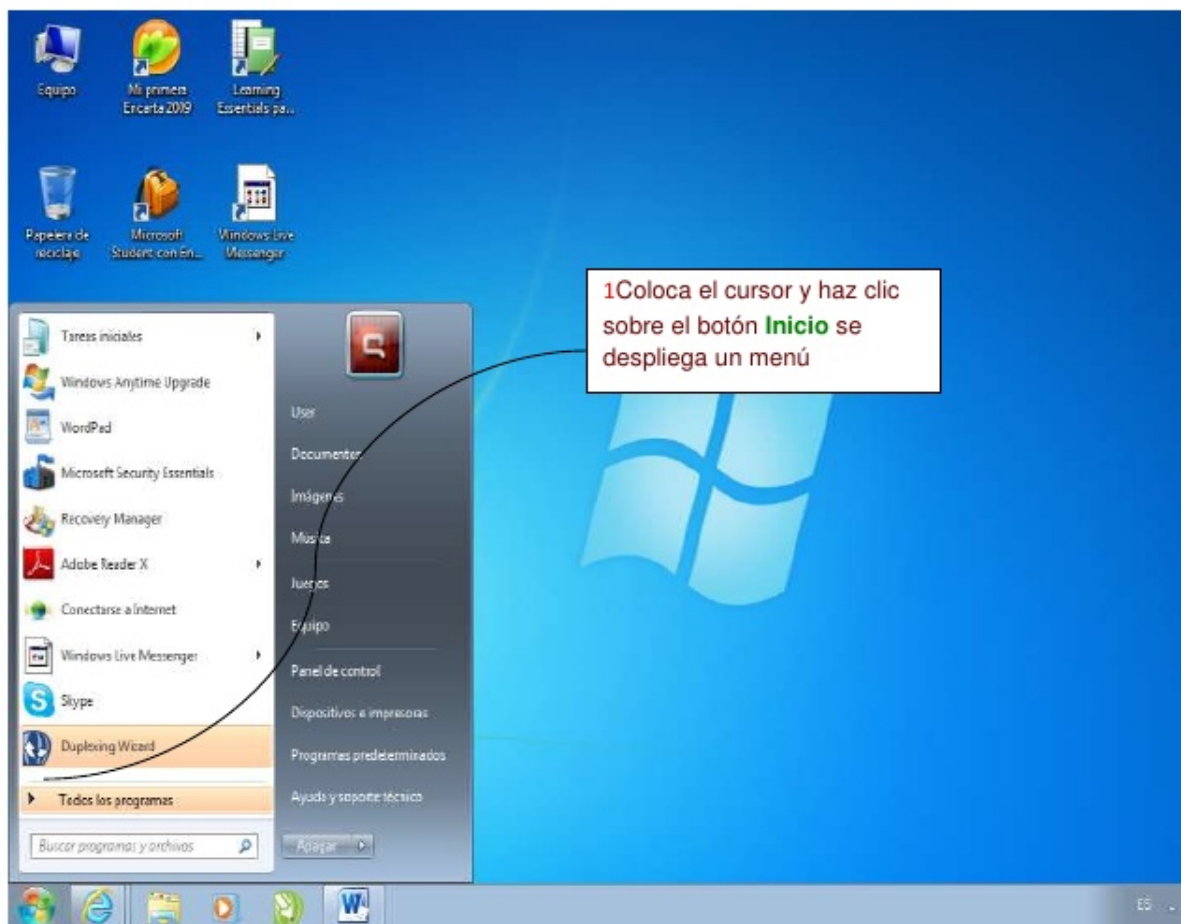 Equipo
Mi primera
Encarta 2009
Learning
Essentials pa...
Papelera de
reciclaje
Microsoft
Student con En...
Windows Live
Messenger
1Coloca el cursor y haz clic
sobre el botón Inicio se
despliega un menú
Tareas iniciales
Windows Anytime Upgrade
WordPad
Microsoft Security Essentials
Recovery Manager
Adobe Reader X
Conectarse a Internet
Windows Live Messenger
Skype
Duplexing Wizard
Todos los programas
Buscar programas y archivos
User
Documentos
Imágenes
Música
Juegos
Equipo
Panel de control
Dispositivos e impresoras
Programas predeterminados
Ayuda y soporte técnico
Apagar
ES